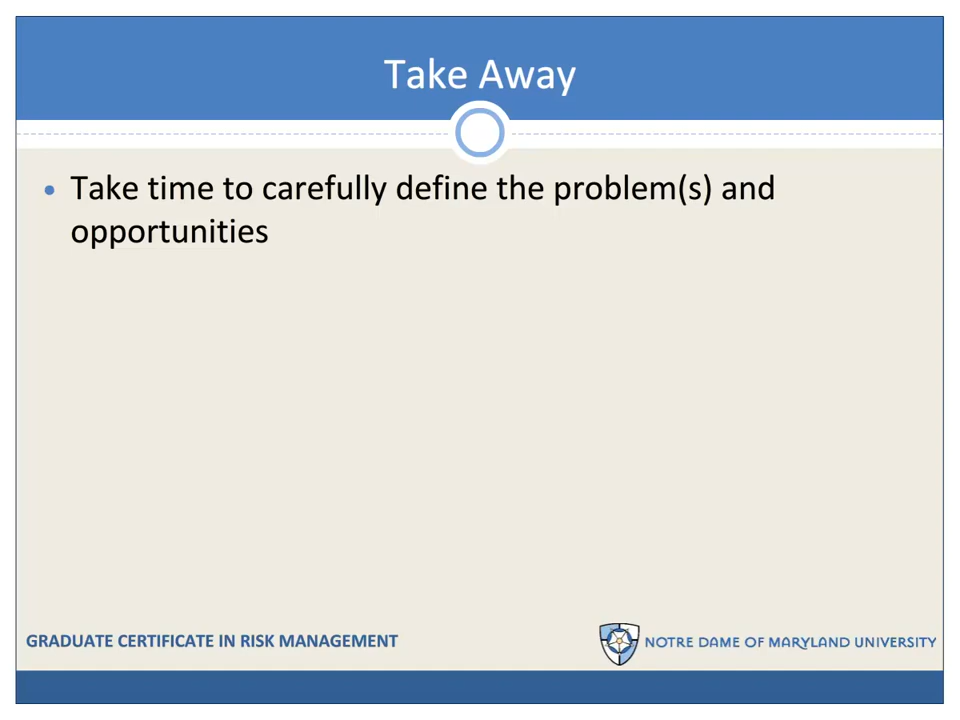 Take Away
• Take time to carefully define the problem(s) and
opportunities
GRADUATE CERTIFICATE IN RISK MANAGEMENT
NOTRE DAME OF MARYLAND UNIVERSITY